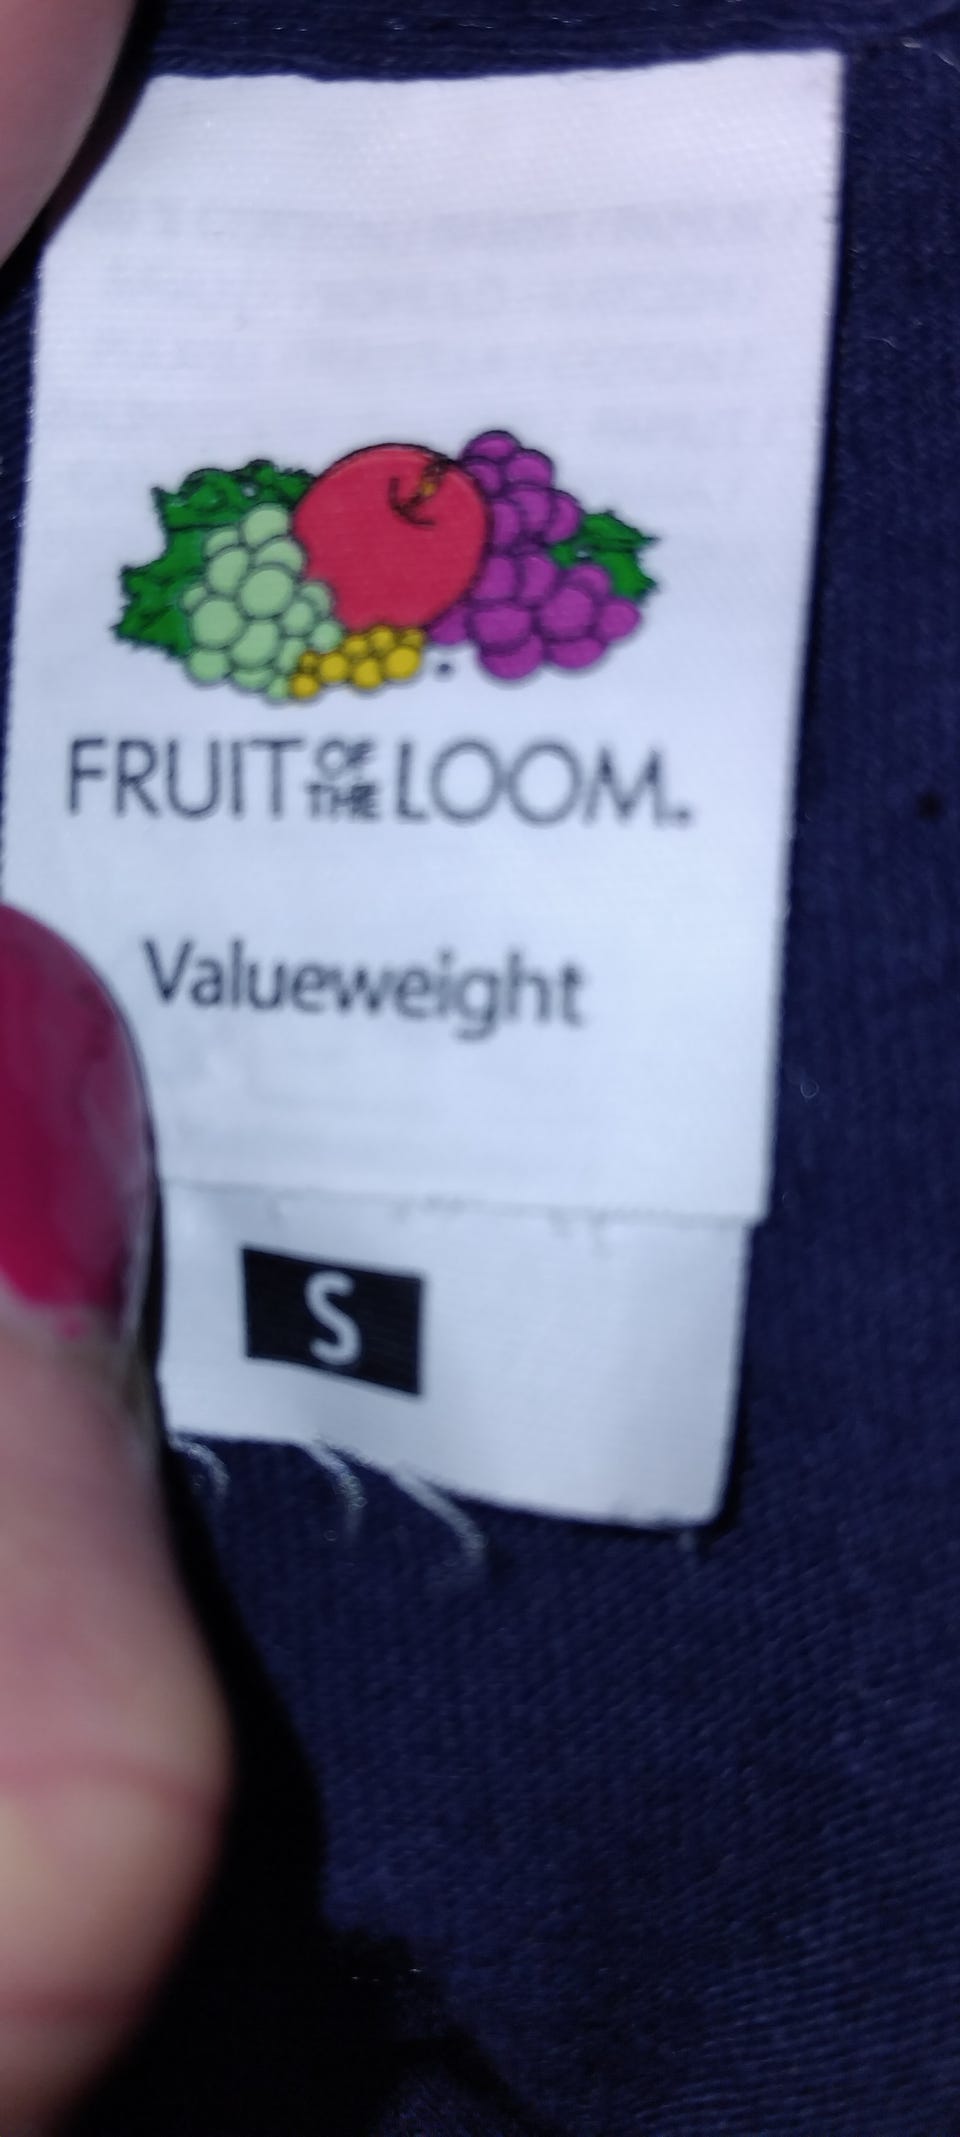 FRUIT OF THE LOOM.
Valueweight
S